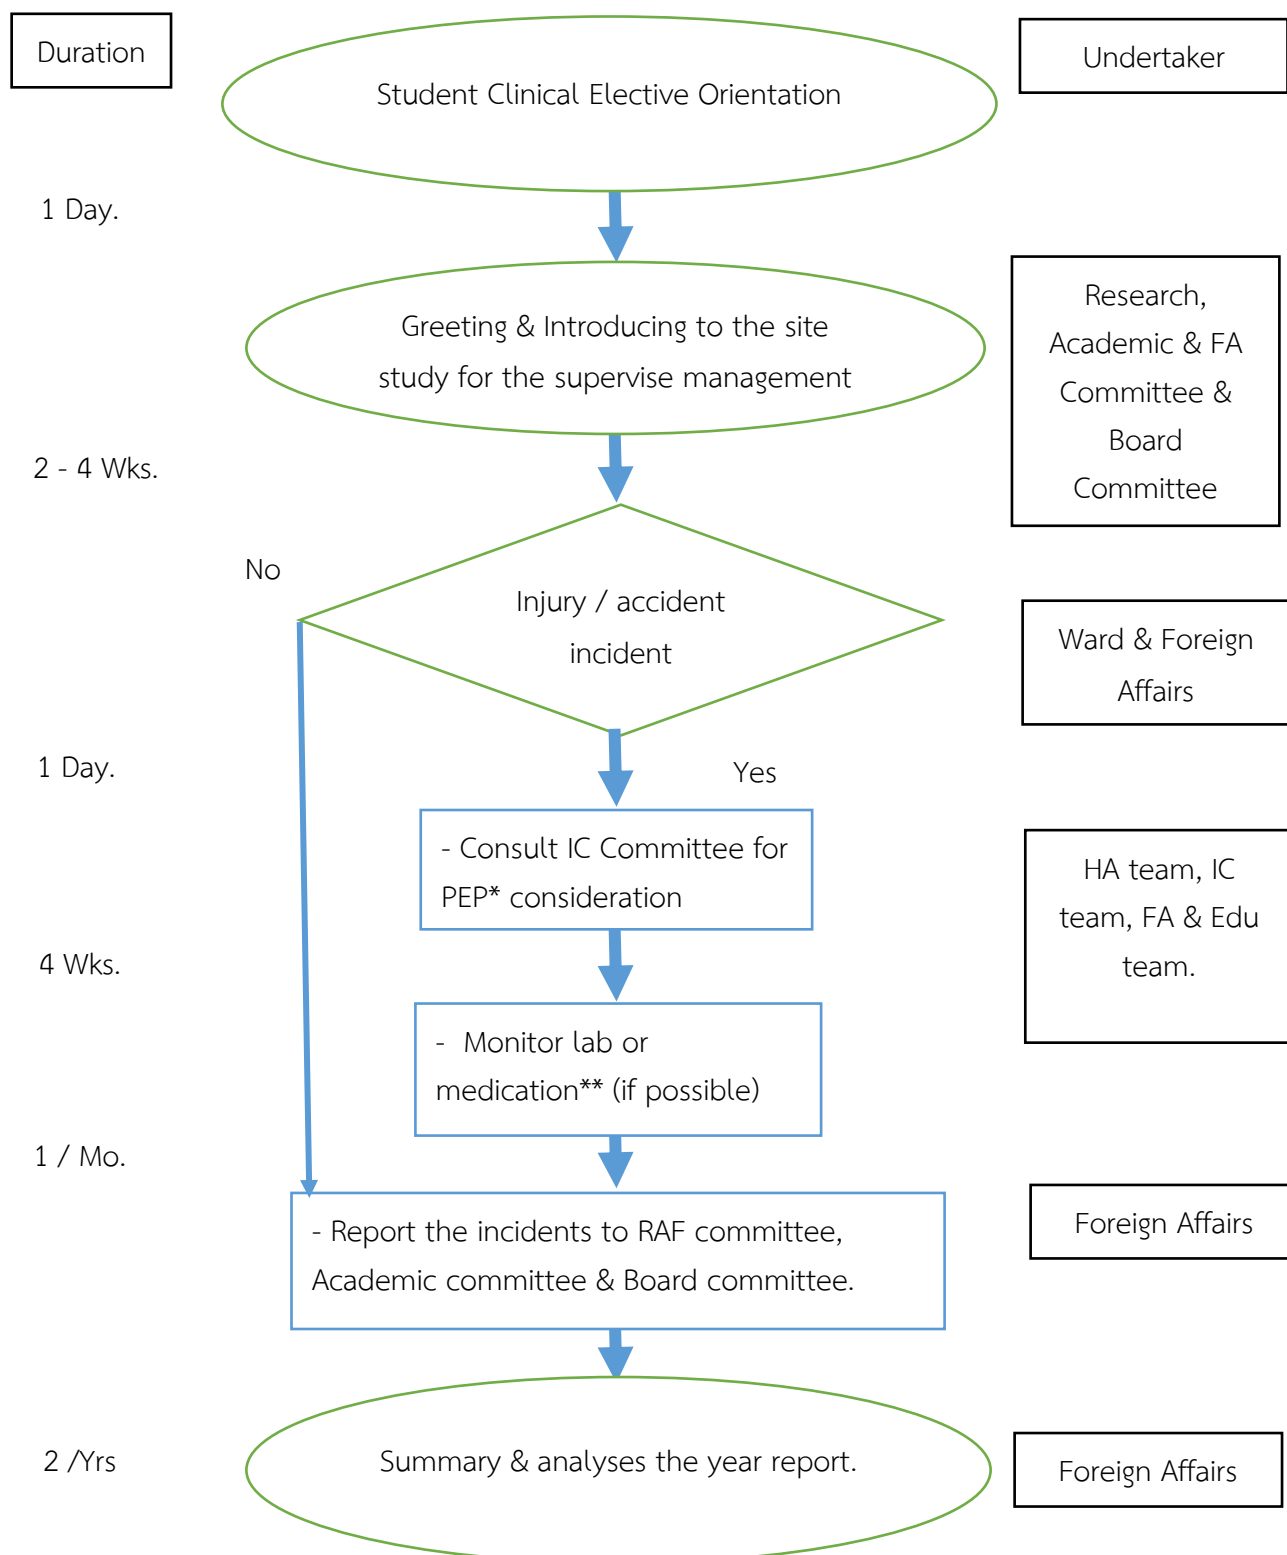 Duration
Student Clinical Elective Orientation
Undertaker
1 Day.
Greeting & Introducing to the site
study for the supervise management
Research,
Academic & FA
Committee &
Board
Committee
2 - 4 Wks.
No
Injury / accident
incident
Ward & Foreign
Affairs
1 Day.
Yes
- Consult IC Committee for
PEP* consideration
HA team, IC
team, FA & Edu
team.
4 Wks.
- Monitor lab or
medication** (if possible)
1 / Mo.
- Report the incidents to RAF committee,
Academic committee & Board committee.
Foreign Affairs
2 /Yrs
Summary & analyses the year report.
Foreign Affairs